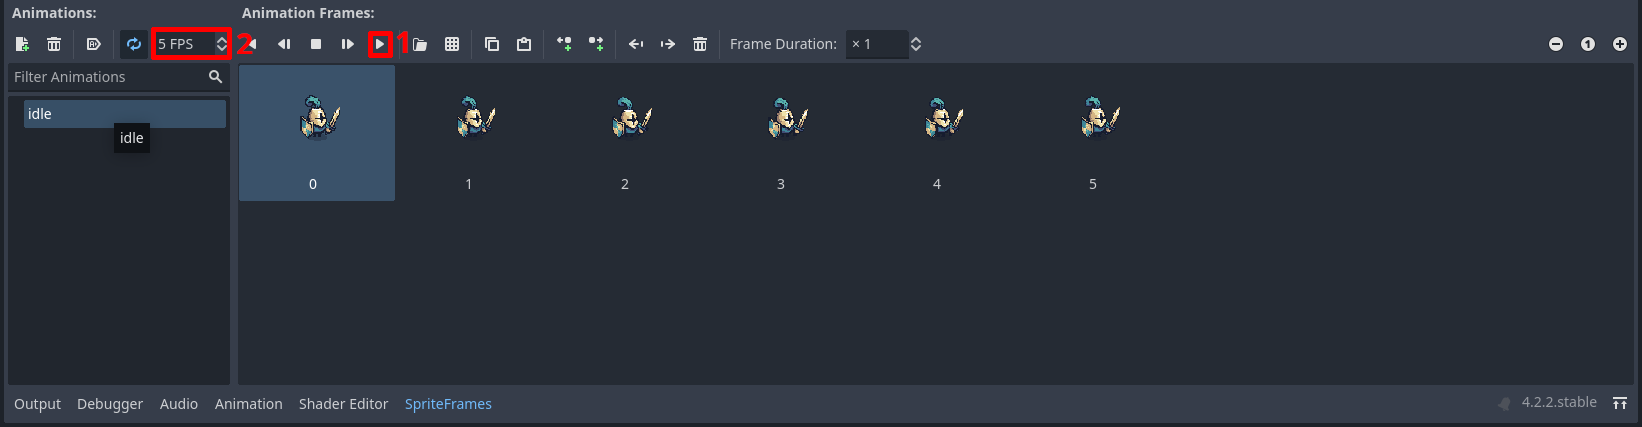 Animations: Animation Frames:
5 FPS 2 1 Frame Duration: × 1 1
Filter Animations
idle
idle
0 1 2 3 4 5
Output Debugger Audio Animation Shader Editor SpriteFrames 4.2.2.stable